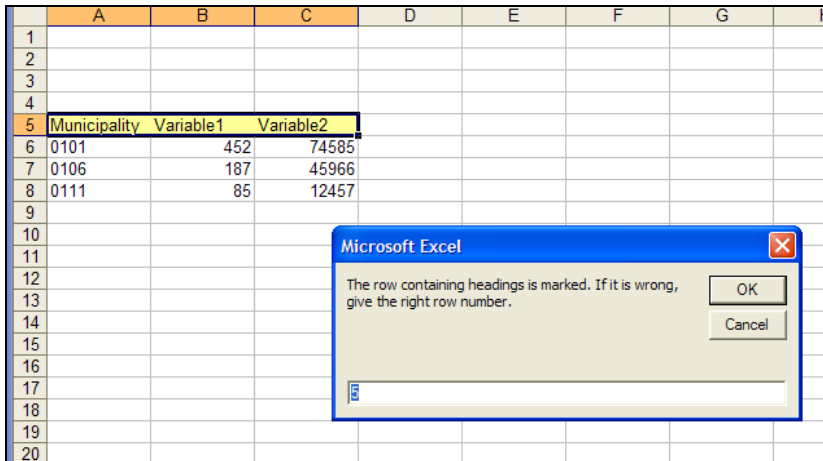 A B C D E F G
1
2
3
4
5 Municipality Variable1 Variable2
6 0101 452 74585
7 0106 187 45966
8 0111 85 12457
9
10
11
12
13
14
15
16
17
18
19
20
Microsoft Excel
The row containing headings is marked. If it is wrong,
give the right row number.
OK
Cancel
5